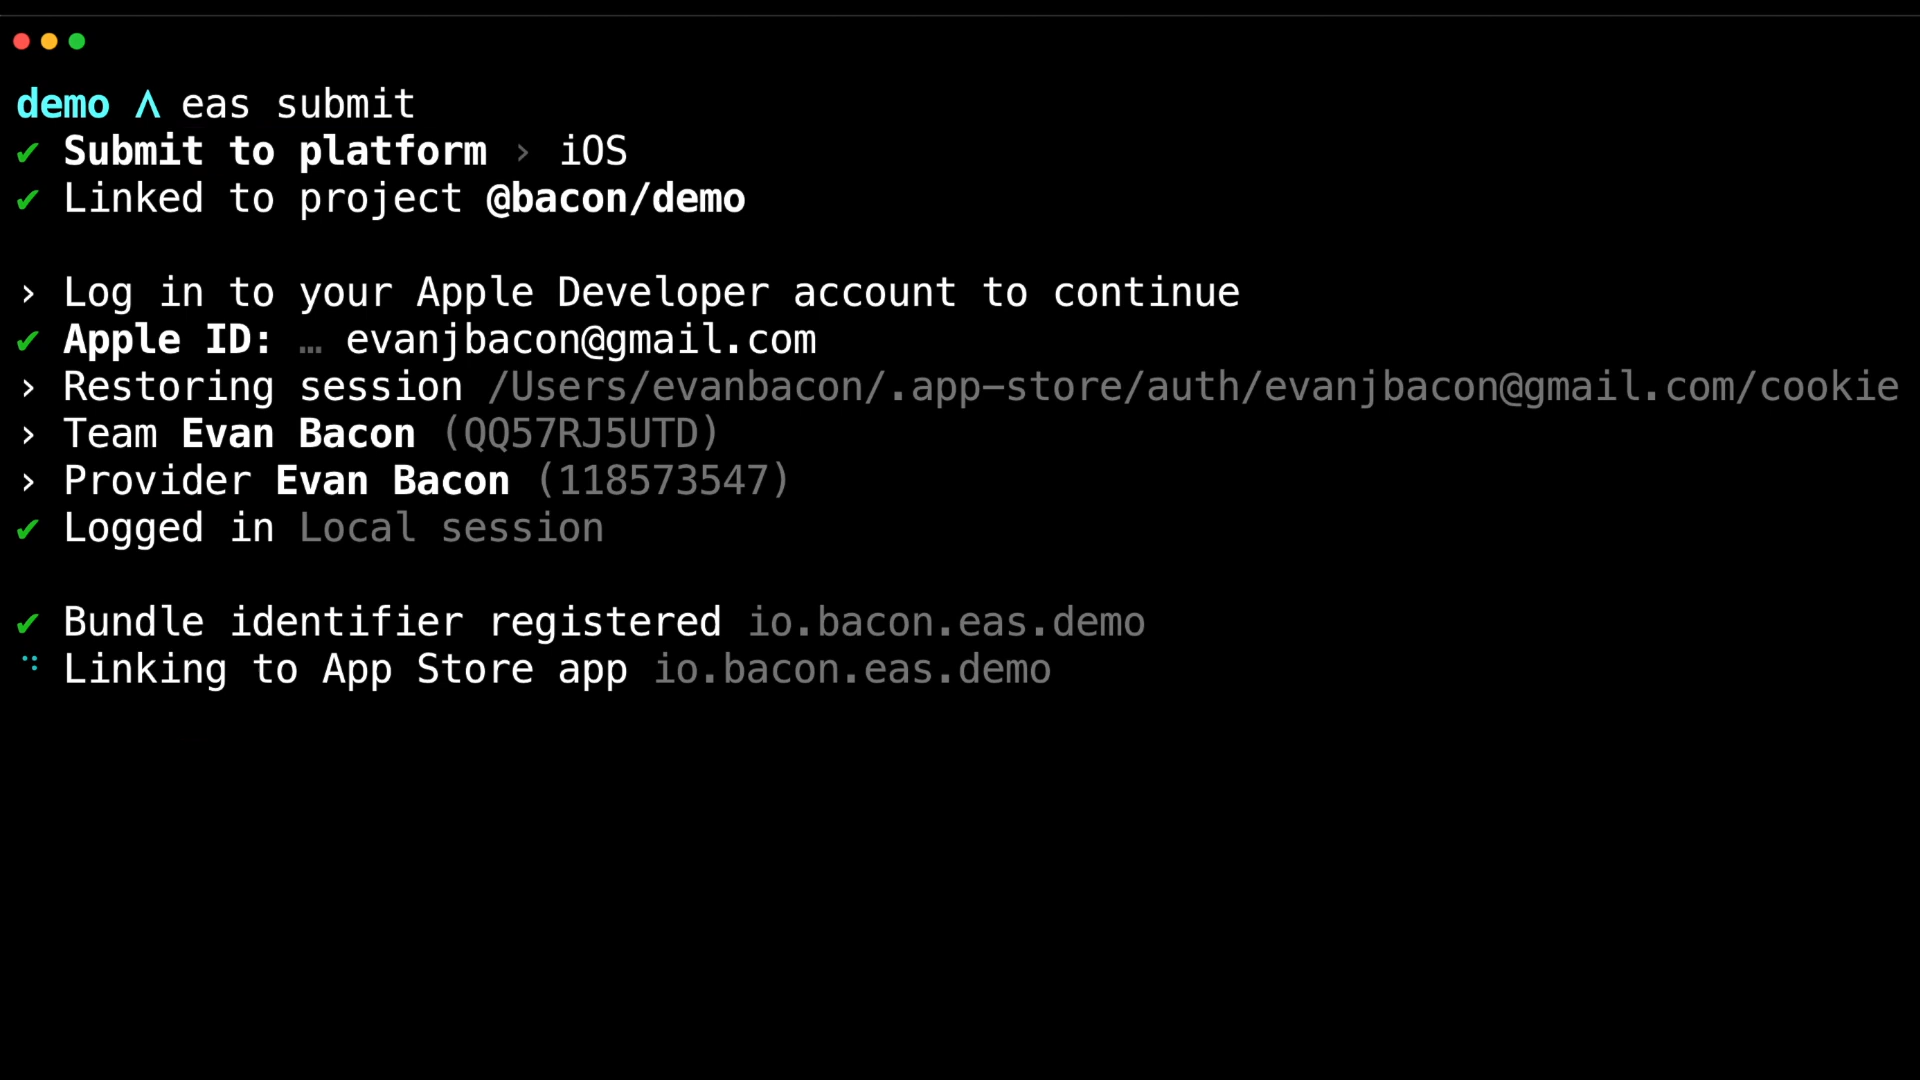 demo ⋀ eas submit
✔ Submit to platform › iOS
✔ Linked to project @bacon/demo
› Log in to your Apple Developer account to continue
✔ Apple ID: … evanjbacon@gmail.com
› Restoring session /Users/evanbacon/.app-store/auth/evanjbacon@gmail.com/cookie
› Team Evan Bacon (QQ57RJ5UTD)
› Provider Evan Bacon (118573547)
✔ Logged in Local session
✔ Bundle identifier registered io.bacon.eas.demo
⠙ Linking to App Store app io.bacon.eas.demo